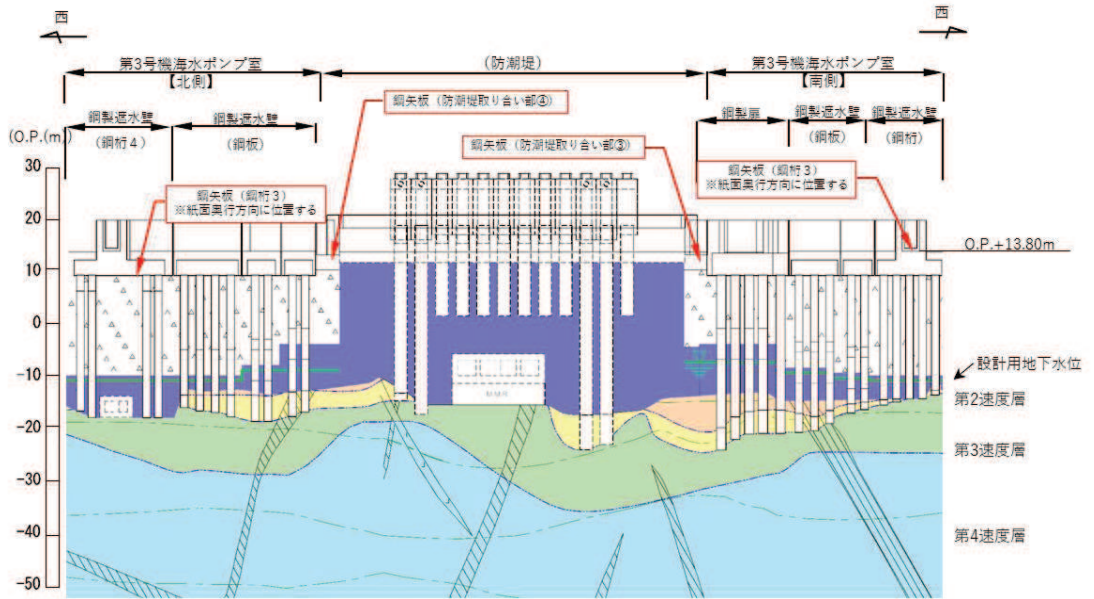 西
西
第3号機海水ポンプ室
【北側】
(防潮堤)
第3号機海水ポンプ室
【南側】
鋼製遮水壁
(鋼桁4)
鋼製遮水壁
(鋼板)
鋼矢板(防潮堤取り合い部④)
鋼製扉
鋼製遮水壁
(鋼板)
鋼製遮水壁
(鋼桁)
(O.P.(m)
鋼矢板(防潮堤取り合い部③)
鋼矢板(鋼桁3)
※紙面奥行方向に位置する
鋼矢板(鋼桁3)
※紙面奥行方向に位置する
30
20
10
0
-10
-20
-30
-40
-50
O.P.+13.80m
設計用地下水位
第2速度層
第3速度層
第4速度層